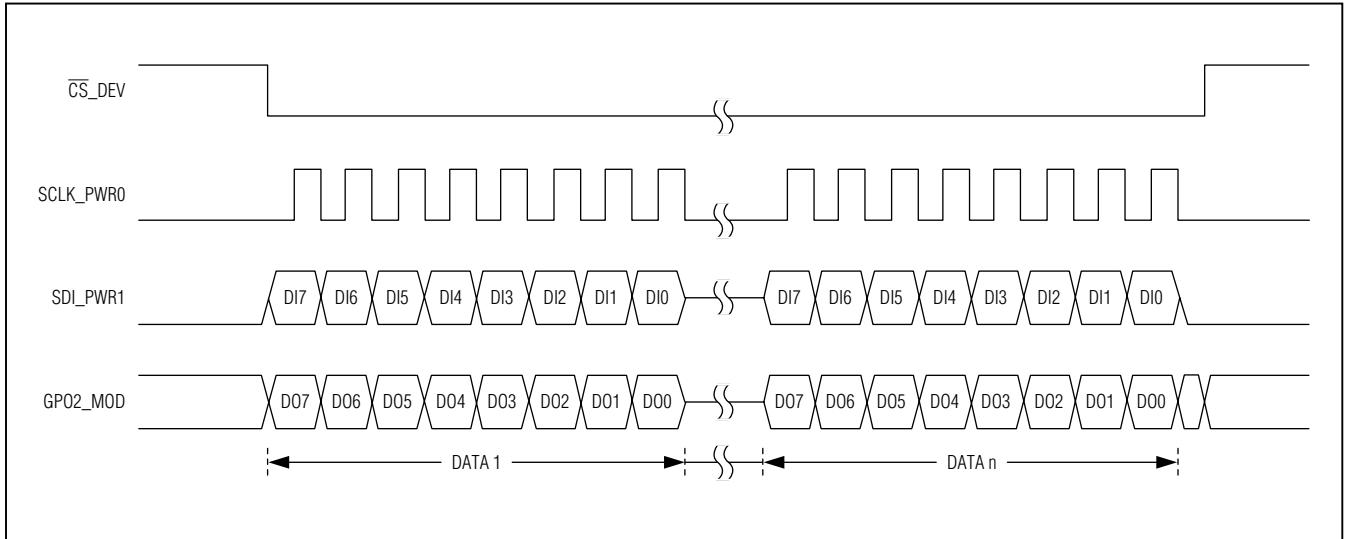 C̅S̅_DEV
SCLK_PWR0
SDI_PWR1 DI7 DI6 DI5 DI4 DI3 DI2 DI1 DI0 DI7 DI6 DI5 DI4 DI3 DI2 DI1 DI0
GPO2_MOD DO7 DO6 DO5 DO4 DO3 DO2 DO1 DO0 DO7 DO6 DO5 DO4 DO3 DO2 DO1 DO0
DATA 1 DATA n